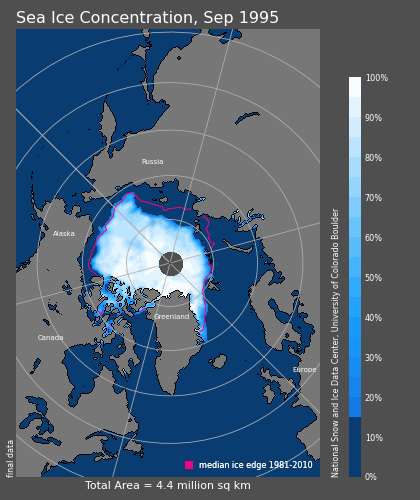 Sea Ice Concentration, Sep 1995
Russia
Alaska
Canada
Greenland
Europe
median ice edge 1981-2010
Total Area = 4.4 million sq km
final data
National Snow and Ice Data Center, University of Colorado Boulder
100%
90%
80%
70%
60%
50%
40%
30%
20%
10%
0%